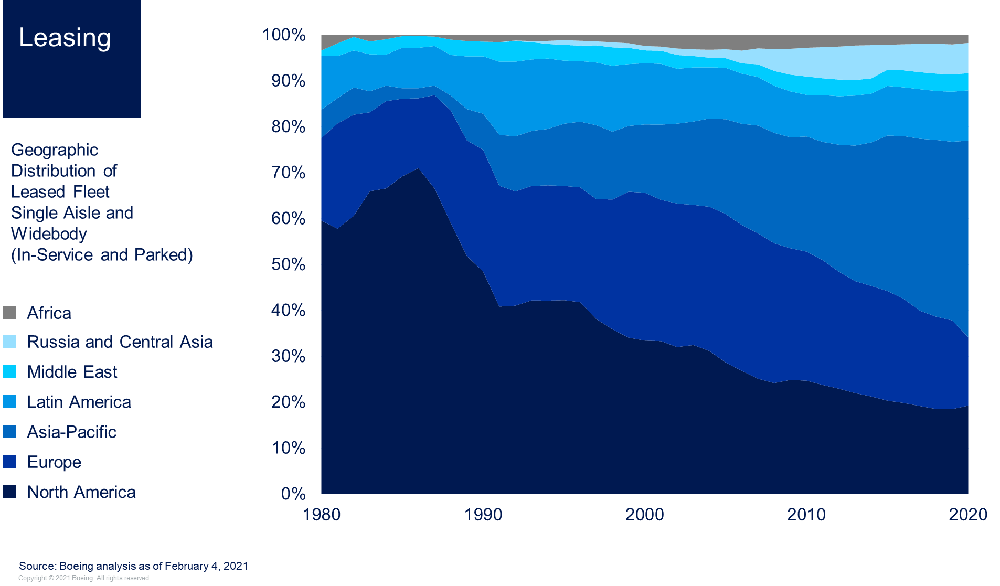 Leasing
Geographic
Distribution of
Leased Fleet
Single Aisle and
Widebody
(In-Service and Parked)
Africa
Russia and Central Asia
Middle East
Latin America
Asia-Pacific
Europe
North America
100%
90%
80%
70%
60%
50%
40%
30%
20%
10%
0%
1980 1990 2000 2010 2020
Source: Boeing analysis as of February 4, 2021
Copyright © 2021 Boeing. All rights reserved.